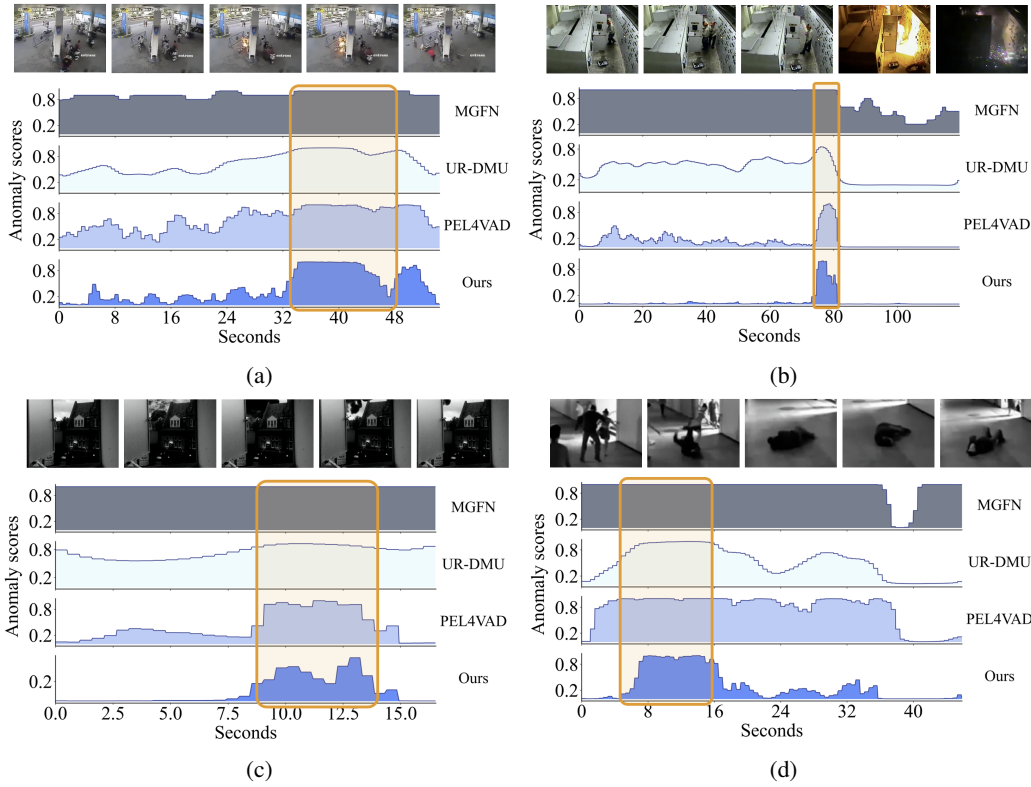 Anomaly scores
0.8
0.2
MGFN
0.8
0.2
UR-DMU
0.8
0.2
PEL4VAD
0.8
0.2
Ours
0 8 16 24 32 40 48
Seconds
(a)
Anomaly scores
0.8
0.2
MGFN
0.8
0.2
UR-DMU
0.8
0.2
PEL4VAD
0.8
0.2
Ours
0 20 40 60 80 100
Seconds
(b)
Anomaly scores
0.8
0.2
MGFN
0.8
0.2
UR-DMU
0.8
0.2
PEL4VAD
0.2
Ours
0.0 2.5 5.0 7.5 10.0 12.5 15.0
Seconds
(c)
Anomaly scores
0.8
0.2
MGFN
0.8
0.2
UR-DMU
0.8
0.2
PEL4VAD
0.8
0.2
Ours
0 8 16 24 32 40
Seconds
(d)